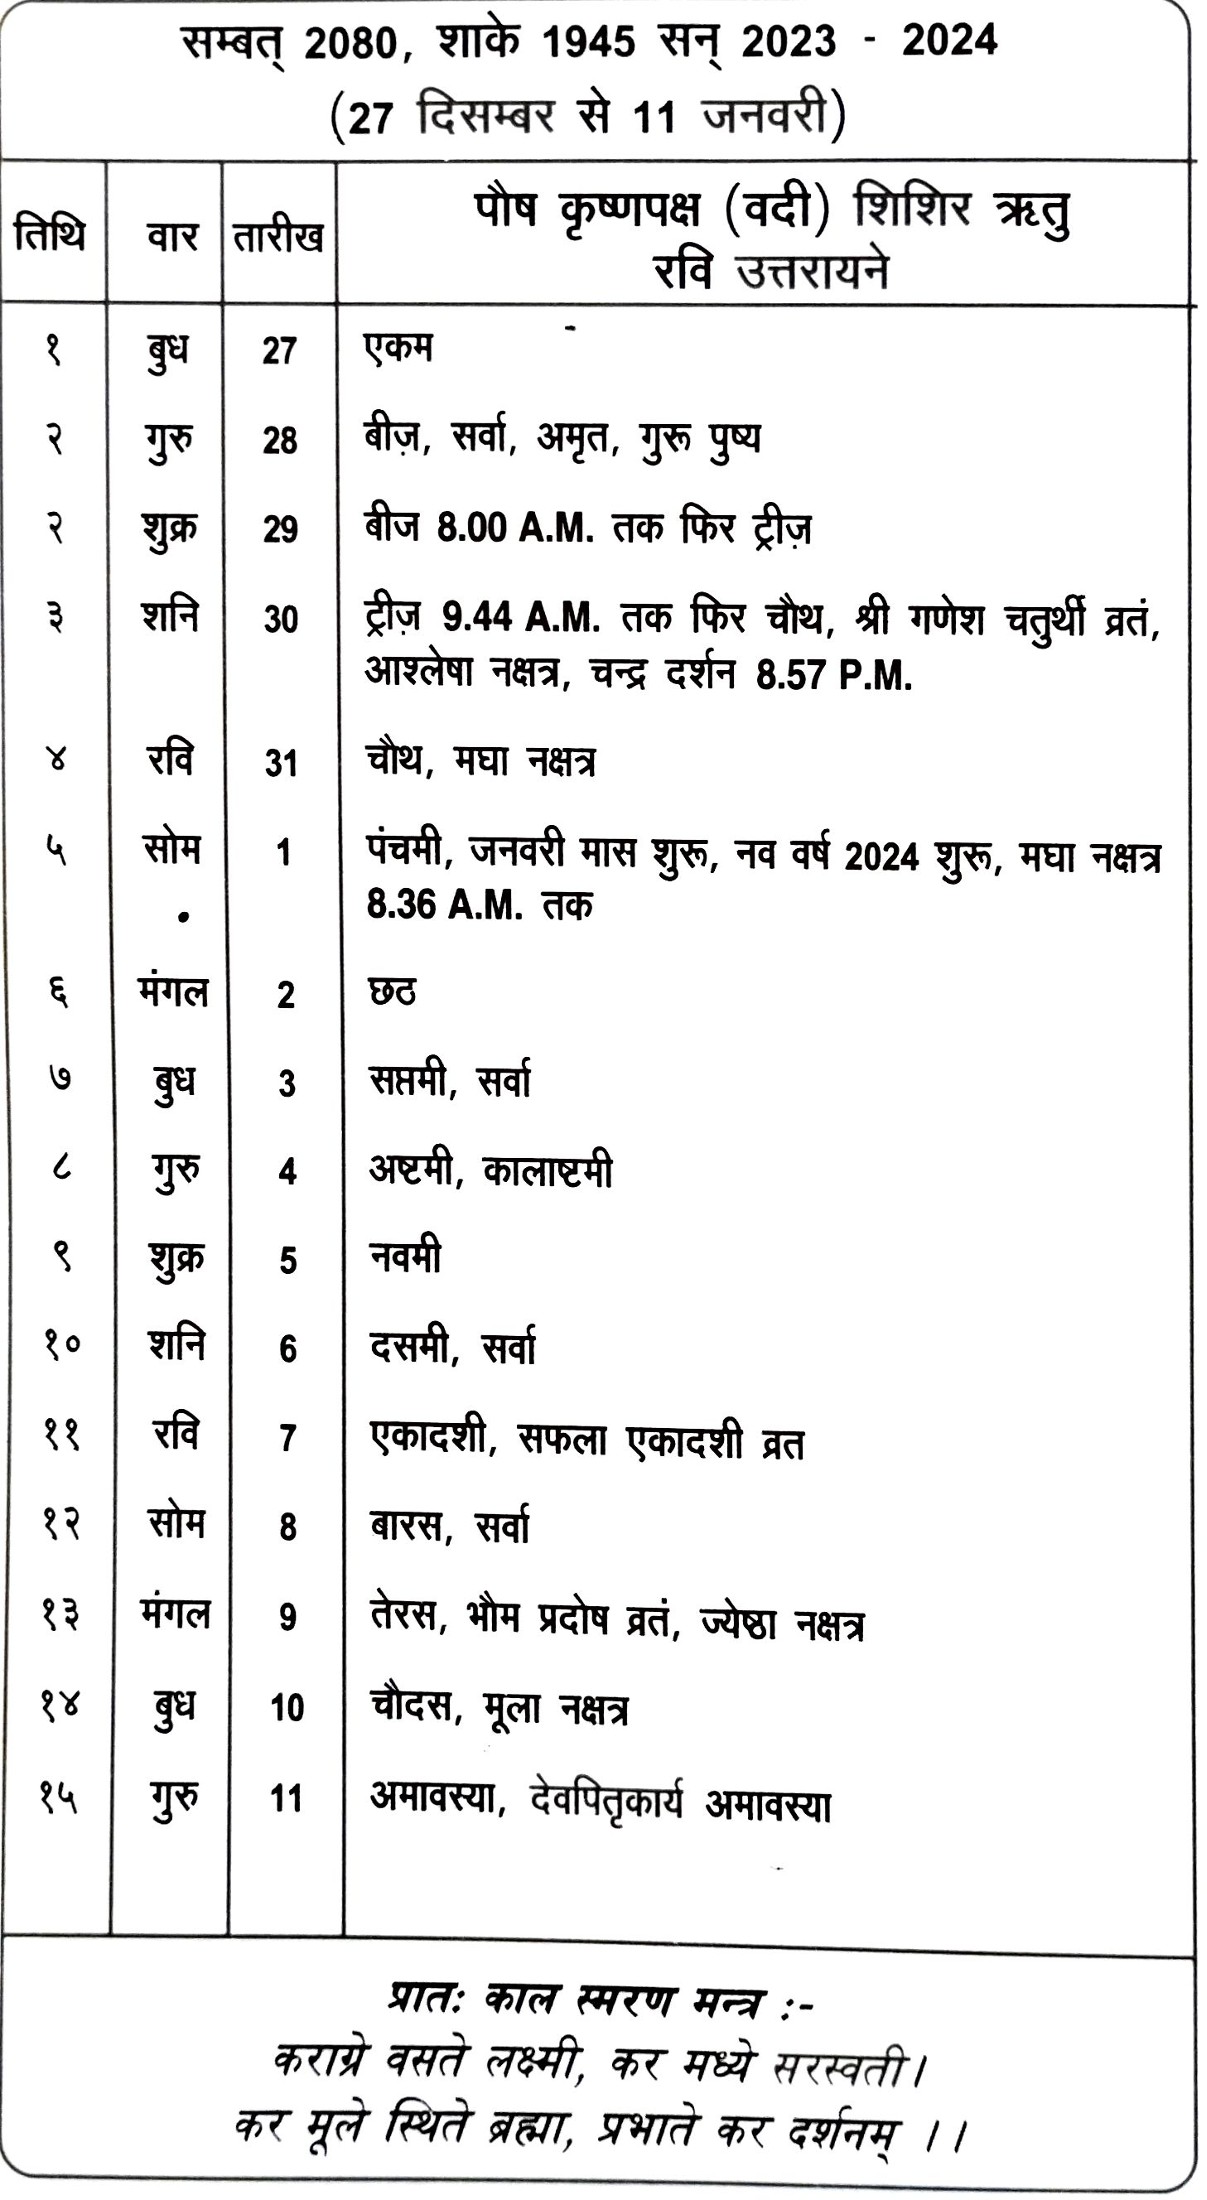 सम्बत् 2080, शाके 1945 सन् 2023 - 2024
(27 दिसम्बर से 11 जनवरी)
तिथि वार तारीख पौष कृष्णपक्ष (वदी) शिशिर ऋतु
रवि उत्तरायने
१ बुध 27 एकम
२ गुरु 28 बीज़, सर्वा, अमृत, गुरू पुष्य
२ शुक्र 29 बीज 8.00 A.M. तक फिर ट्रीज़
३ शनि 30 ट्रीज़ 9.44 A.M. तक फिर चौथ, श्री गणेश चतुर्थी व्रतं,
आश्लेषा नक्षत्र, चन्द्र दर्शन 8.57 P.M.
४ रवि 31 चौथ, मघा नक्षत्र
५ सोम 1 पंचमी, जनवरी मास शुरू, नव वर्ष 2024 शुरू, मघा नक्षत्र
8.36 A.M. तक
६ मंगल 2 छठ
७ बुध 3 सप्तमी, सर्वा
८ गुरु 4 अष्टमी, कालाष्टमी
९ शुक्र 5 नवमी
१० शनि 6 दसमी, सर्वा
११ रवि 7 एकादशी, सफला एकादशी व्रत
१२ सोम 8 बारस, सर्वा
१३ मंगल 9 तेरस, भौम प्रदोष व्रतं, ज्येष्ठा नक्षत्र
१४ बुध 10 चौदस, मूला नक्षत्र
१५ गुरु 11 अमावस्या, देवपितृकार्य अमावस्या
प्रातः काल स्मरण मन्त्र :-
कराग्रे वसते लक्ष्मी, कर मध्ये सरस्वती।
कर मूले स्थिते ब्रह्मा, प्रभाते कर दर्शनम् ।।